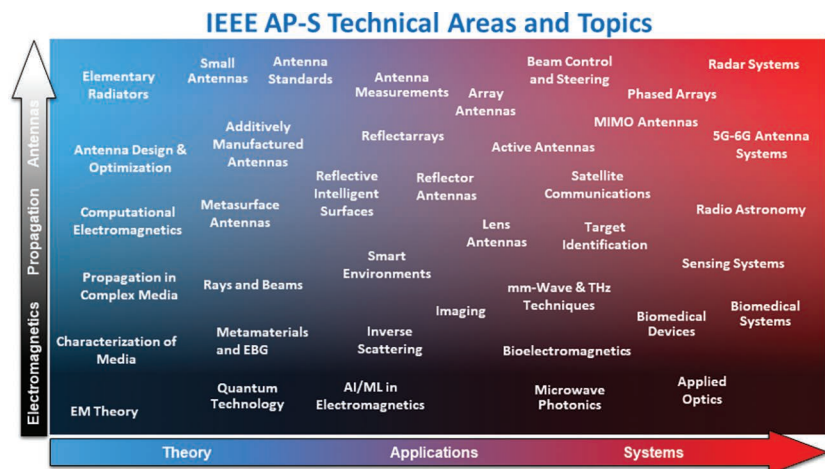 IEEE AP-S Technical Areas and Topics
Elementary
Radiators
Small
Antennas
Antenna
Standards
Antenna
Measurements
Array
Antennas
Beam Control
and Steering
Phased Arrays
Radar Systems
Antenna Design &
Optimization
Additively
Manufactured
Antennas
Reflectarrays
Active Antennas
MIMO Antennas
5G-6G Antenna
Systems
Computational
Electromagnetics
Metasurface
Antennas
Reflective
Intelligent
Surfaces
Reflector
Antennas
Satellite
Communications
Radio Astronomy
Lens
Antennas
Target
Identification
Propagation in
Complex Media
Rays and Beams
Smart
Environments
Imaging
mm-Wave & THz
Techniques
Sensing Systems
Biomedical
Devices
Biomedical
Systems
Characterization of
Media
Metamaterials
and EBG
Inverse
Scattering
Bioelectromagnetics
EM Theory
Quantum
Technology
AI/ML in
Electromagnetics
Microwave
Photonics
Applied
Optics
Electromagnetics Propagation Antennas
Theory Applications Systems